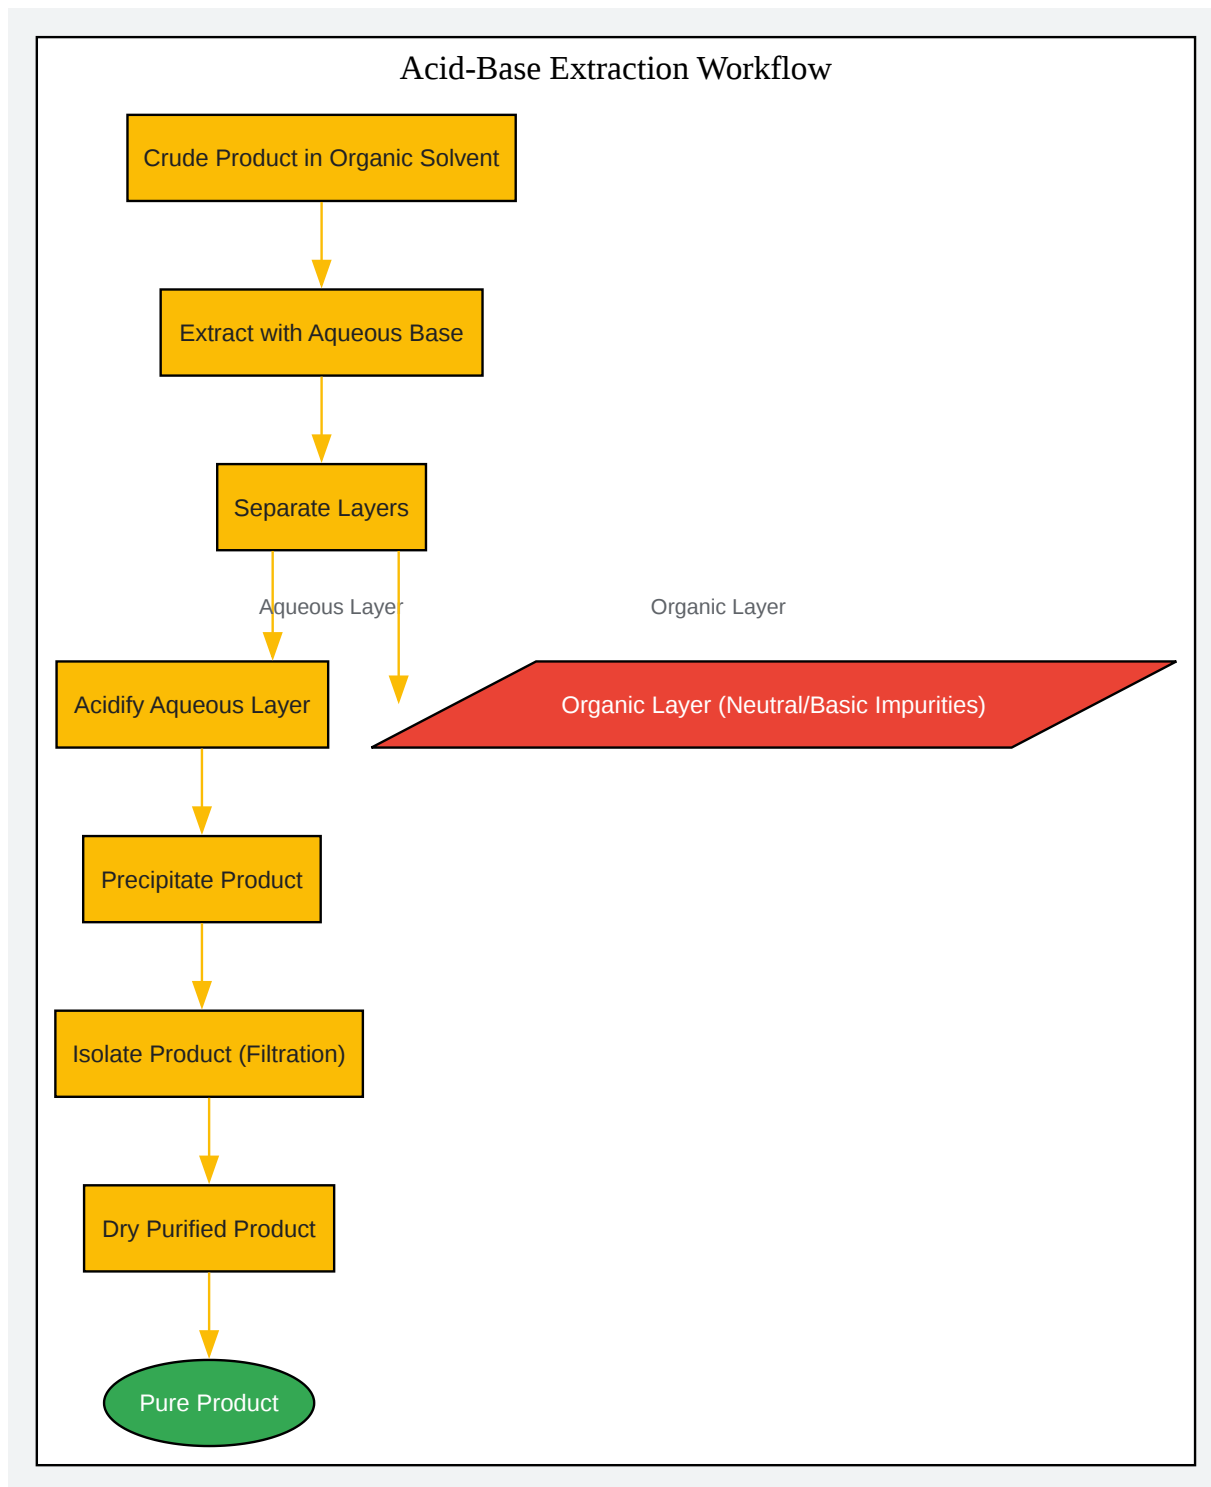 Acid-Base Extraction Workflow
Crude Product in Organic Solvent
Extract with Aqueous Base
Separate Layers
Aqueous Layer
Organic Layer
Acidify Aqueous Layer
Organic Layer (Neutral/Basic Impurities)
Precipitate Product
Isolate Product (Filtration)
Dry Purified Product
Pure Product